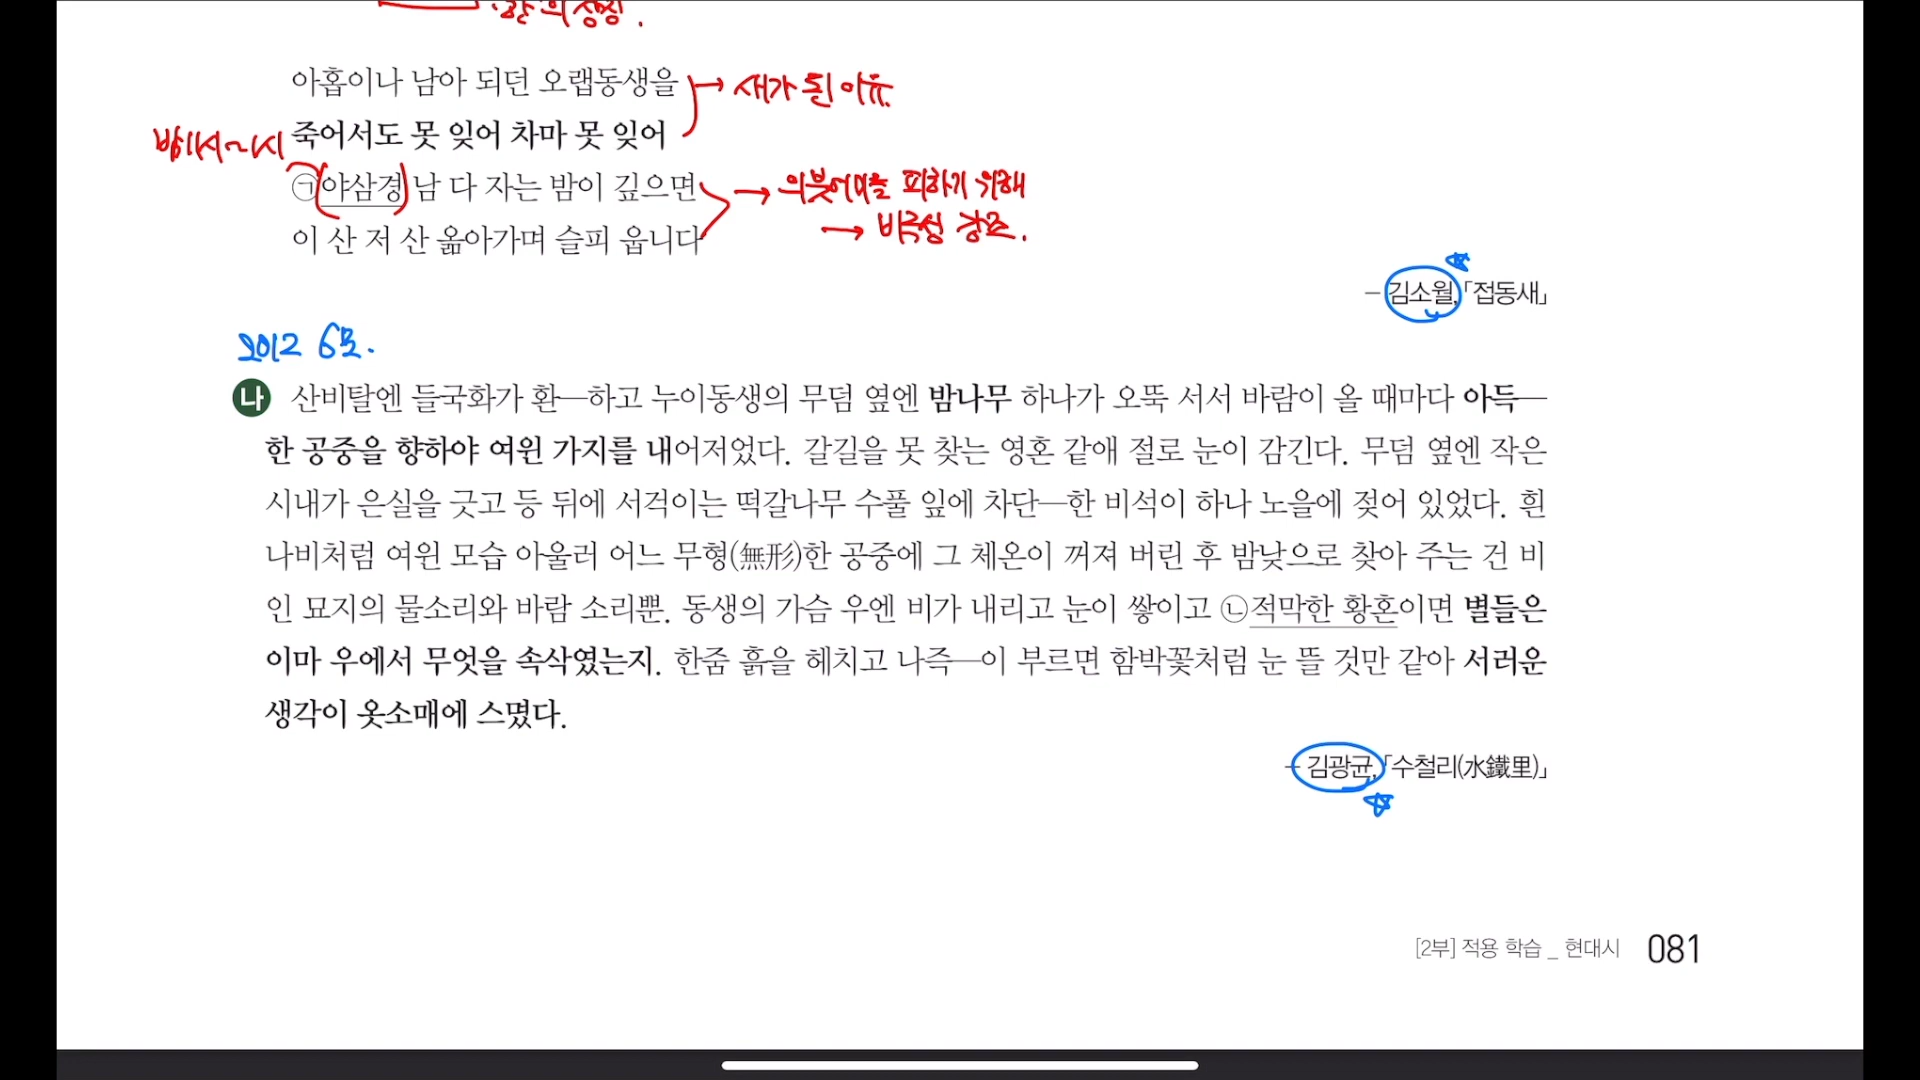 한의 상징.
아홉이나 남아 되던 오랩동생을 → 새가 된 이유
죽어서도 못 잊어 차마 못 잊어
밤11시~1시
㉠야삼경 남 다 자는 밤이 깊으면 → 의붓어미를 피하기 위해
→ 비극성 강조.
이 산 저 산 옮아가며 슬피 웁니다
- 김소월, 「접동새」
2012 6모.
나 산비탈엔 들국화가 환―하고 누이동생의 무덤 옆엔 밤나무 하나가 오뚝 서서 바람이 올 때마다 아득―
한 공중을 향하야 여윈 가지를 내어저었다. 갈길을 못 찾는 영혼 같애 절로 눈이 감긴다. 무덤 옆엔 작은
시내가 은실을 긋고 등 뒤에 서걱이는 떡갈나무 수풀 잎에 차단―한 비석이 하나 노을에 젖어 있었다. 흰
나비처럼 여윈 모습 아울러 어느 무형(無形)한 공중에 그 체온이 꺼져 버린 후 밤낮으로 찾아 주는 건 비
인 묘지의 물소리와 바람 소리뿐. 동생의 가슴 우엔 비가 내리고 눈이 쌓이고 ㉡적막한 황혼이면 별들은
이마 우에서 무엇을 속삭였는지. 한줌 흙을 헤치고 나즉―이 부르면 함박꽃처럼 눈 뜰 것만 같아 서러운
생각이 옷소매에 스몄다.
- 김광균, 「수철리(水鐵里)」
[2부] 적용 학습 _ 현대시 081